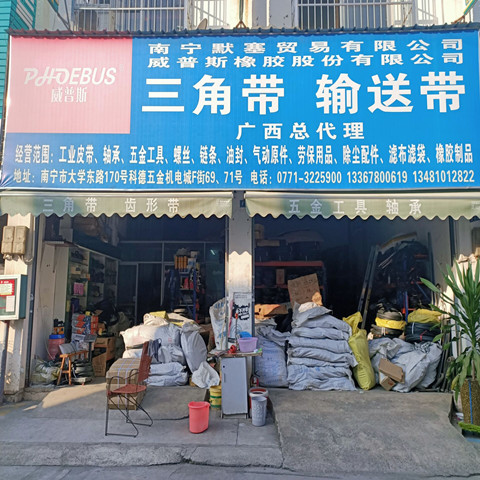 PHOEBUS
威普斯
南宁默塞贸易有限公司
威普斯橡胶股份有限公司
三角带 输送带
广西总代理
经营范围：工业皮带、轴承、五金工具、螺丝、链条、油封、气动原件、劳保用品、除尘配件、滤布滤袋、橡胶制品
地址：南宁市大学东路170号科德五金机电城F街69、71号 电话：0771-3225900 13367800619 13481012822
三角带 齿形带
五金工具 轴承